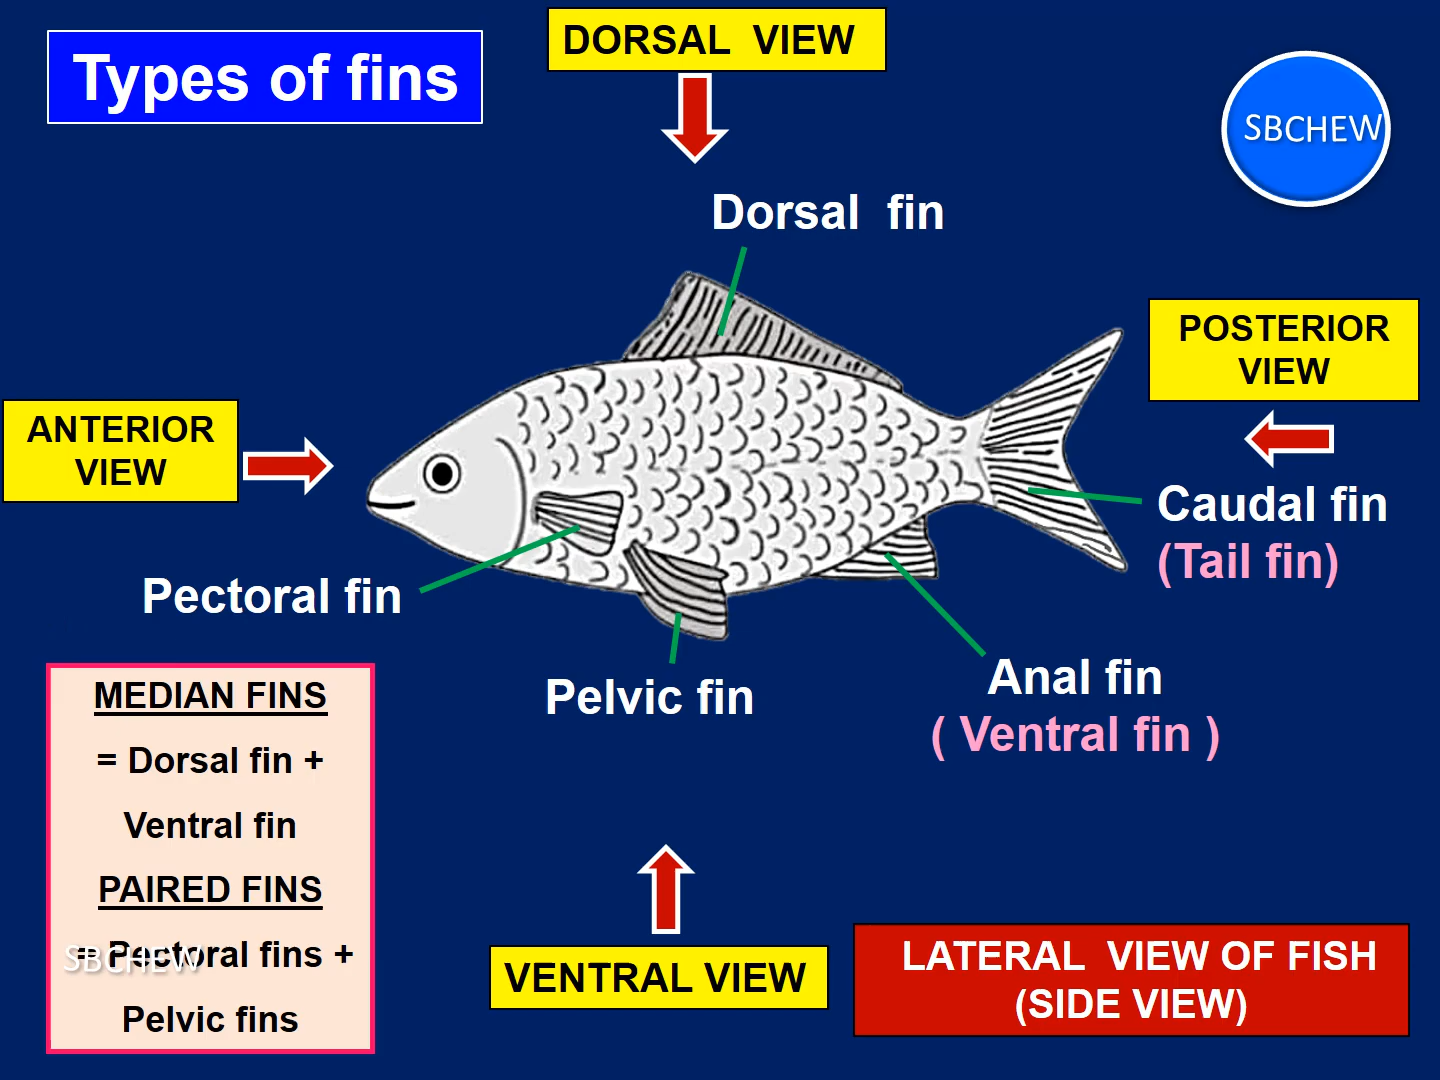 Types of fins
DORSAL VIEW
SBCHEW
Dorsal fin
POSTERIOR
VIEW
ANTERIOR
VIEW
Caudal fin
(Tail fin)
Pectoral fin
Pelvic fin
Anal fin
( Ventral fin )
MEDIAN FINS
= Dorsal fin +
Ventral fin
PAIRED FINS
= Pectoral fins +
SBCHEW
Pelvic fins
VENTRAL VIEW
LATERAL VIEW OF FISH
(SIDE VIEW)